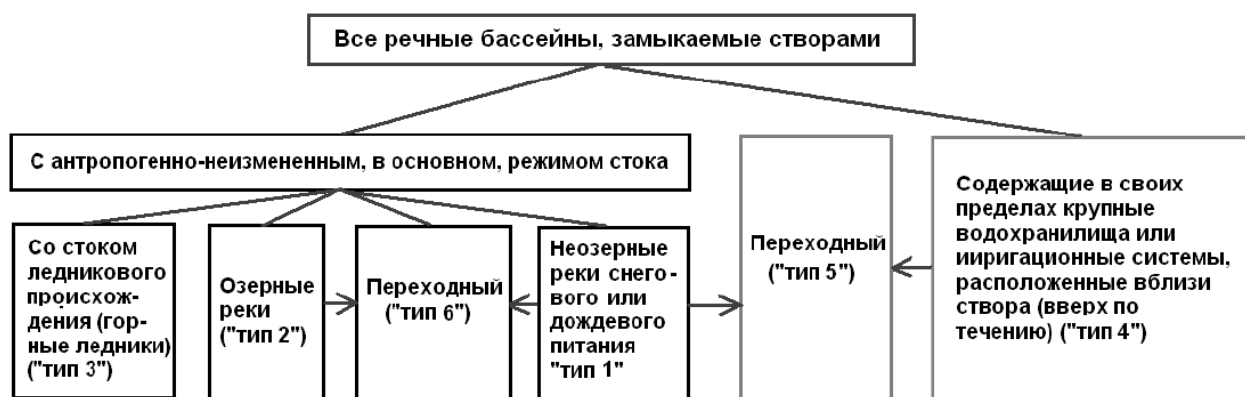 Все речные бассейны, замыкаемые створами
С антропогенно-неизмененным, в основном, режимом стока
Со стоком
ледникового
происхож-
дения (гор-
ные ледники)
("тип 3")
Озерные
реки
("тип 2")
Переходный
("тип 6")
Неозерные
реки снего-
вого или
дождевого
питания
"тип 1"
Переходный
("тип 5")
Содержащие в своих
пределах крупные
водохранилища или
ииригационные системы,
расположенные вблизи
створа (вверх по
течению) ("тип 4")